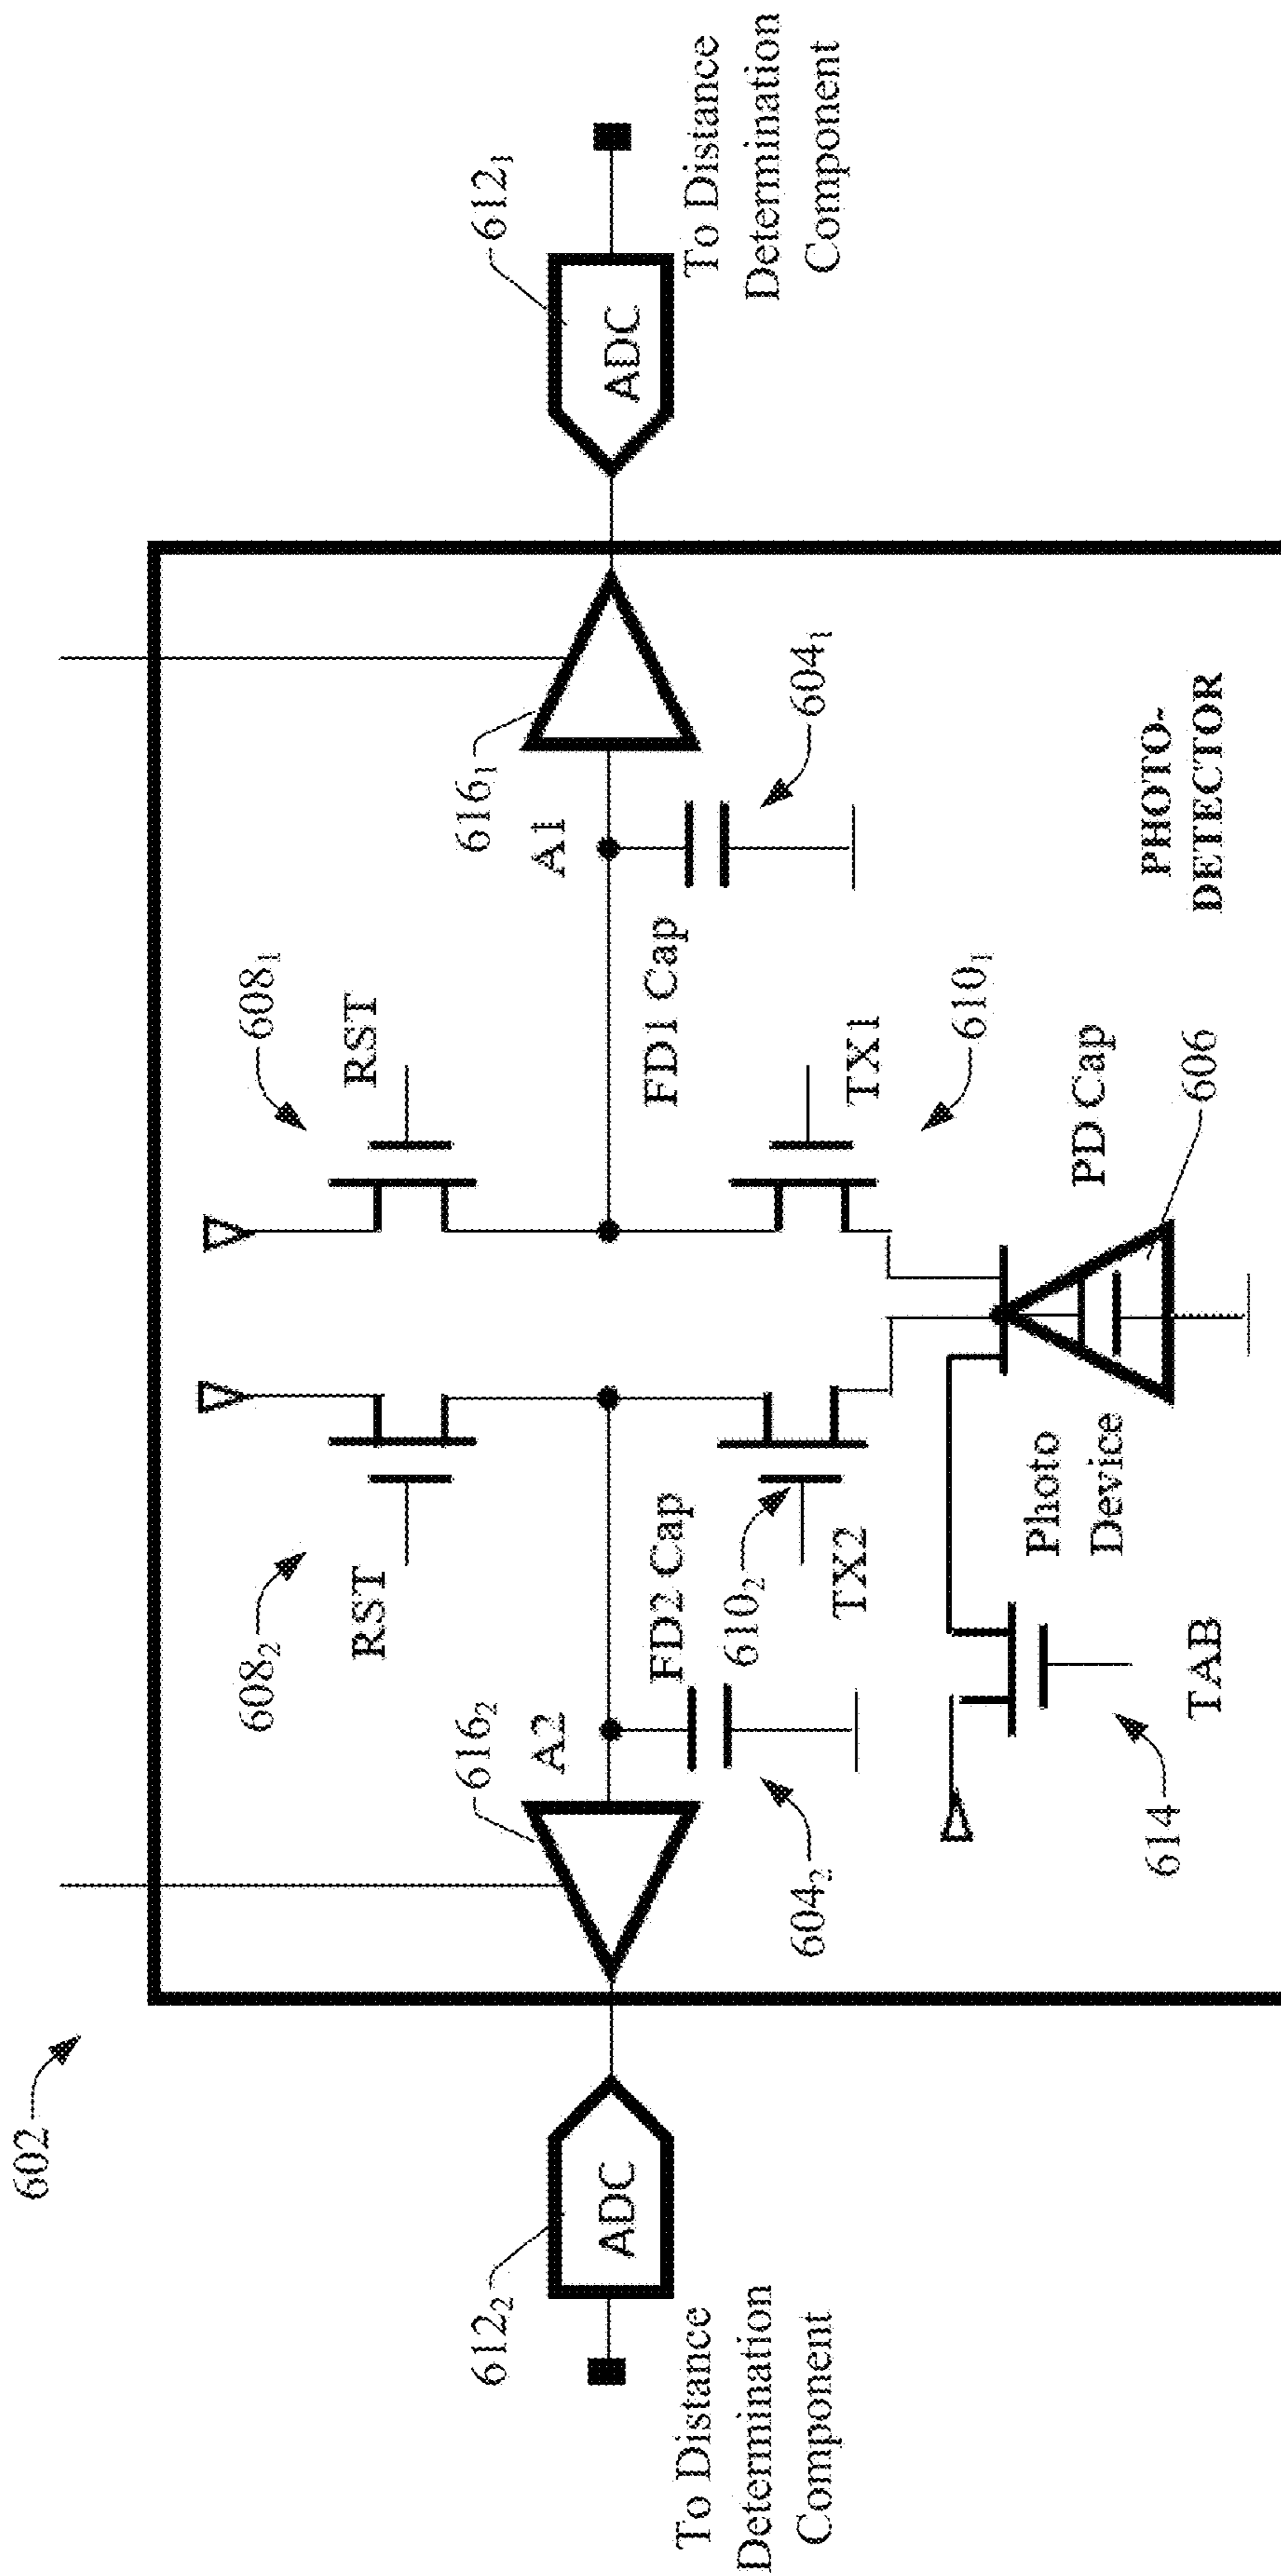 602
608₂
608₁
RST
RST
612₂
616₂
616₁
612₁
A2
A1
ADC
ADC
To Distance
Determination
Component
To Distance
Determination
Component
FD2 Cap
FD1 Cap
604₂
610₂
604₁
TX2
TX1
610₁
Photo
Device
PD Cap
614
TAB
606
PHOTO-
DETECTOR